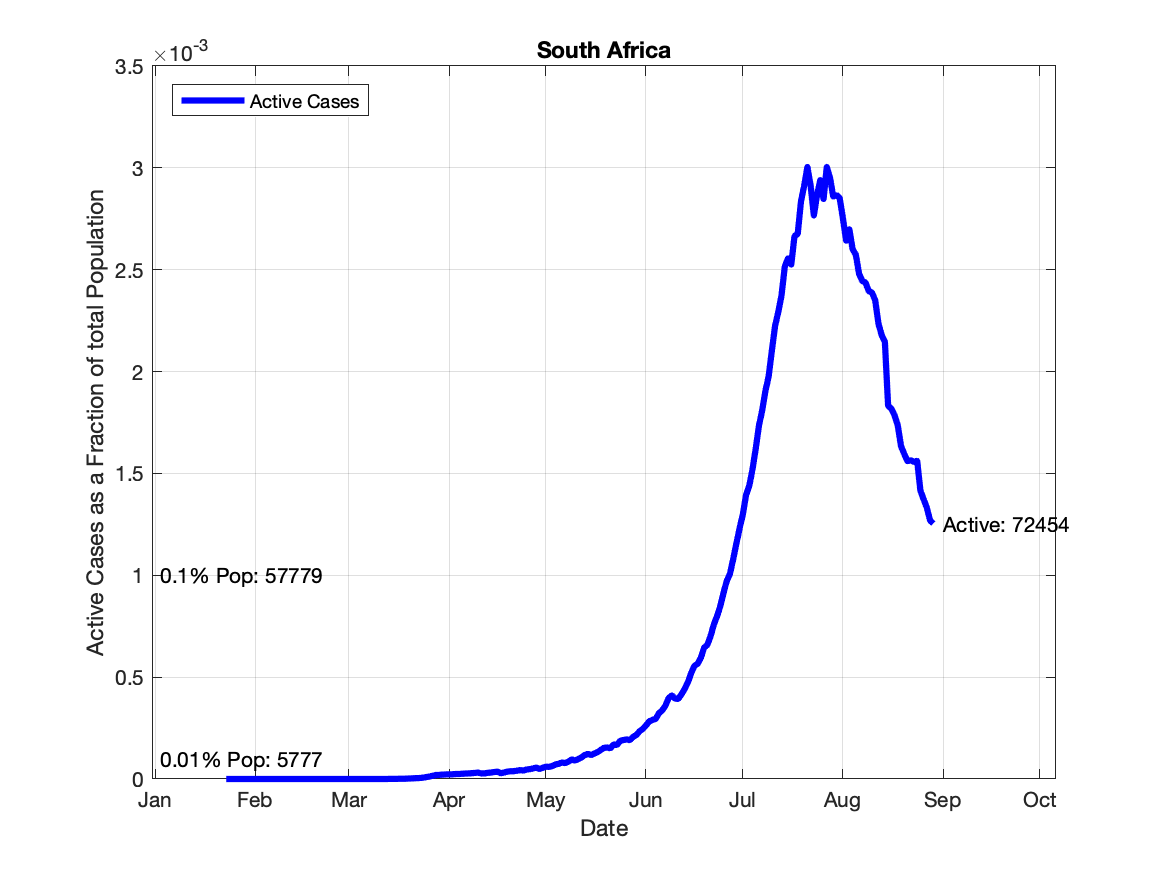 South Africa
×10-3
3.5
3
2.5
2
1.5
1
0.5
0
Active Cases as a Fraction of total Population
Active Cases
Active: 72454
0.1% Pop: 57779
0.01% Pop: 5777
Jan Feb Mar Apr May Jun Jul Aug Sep Oct
Date